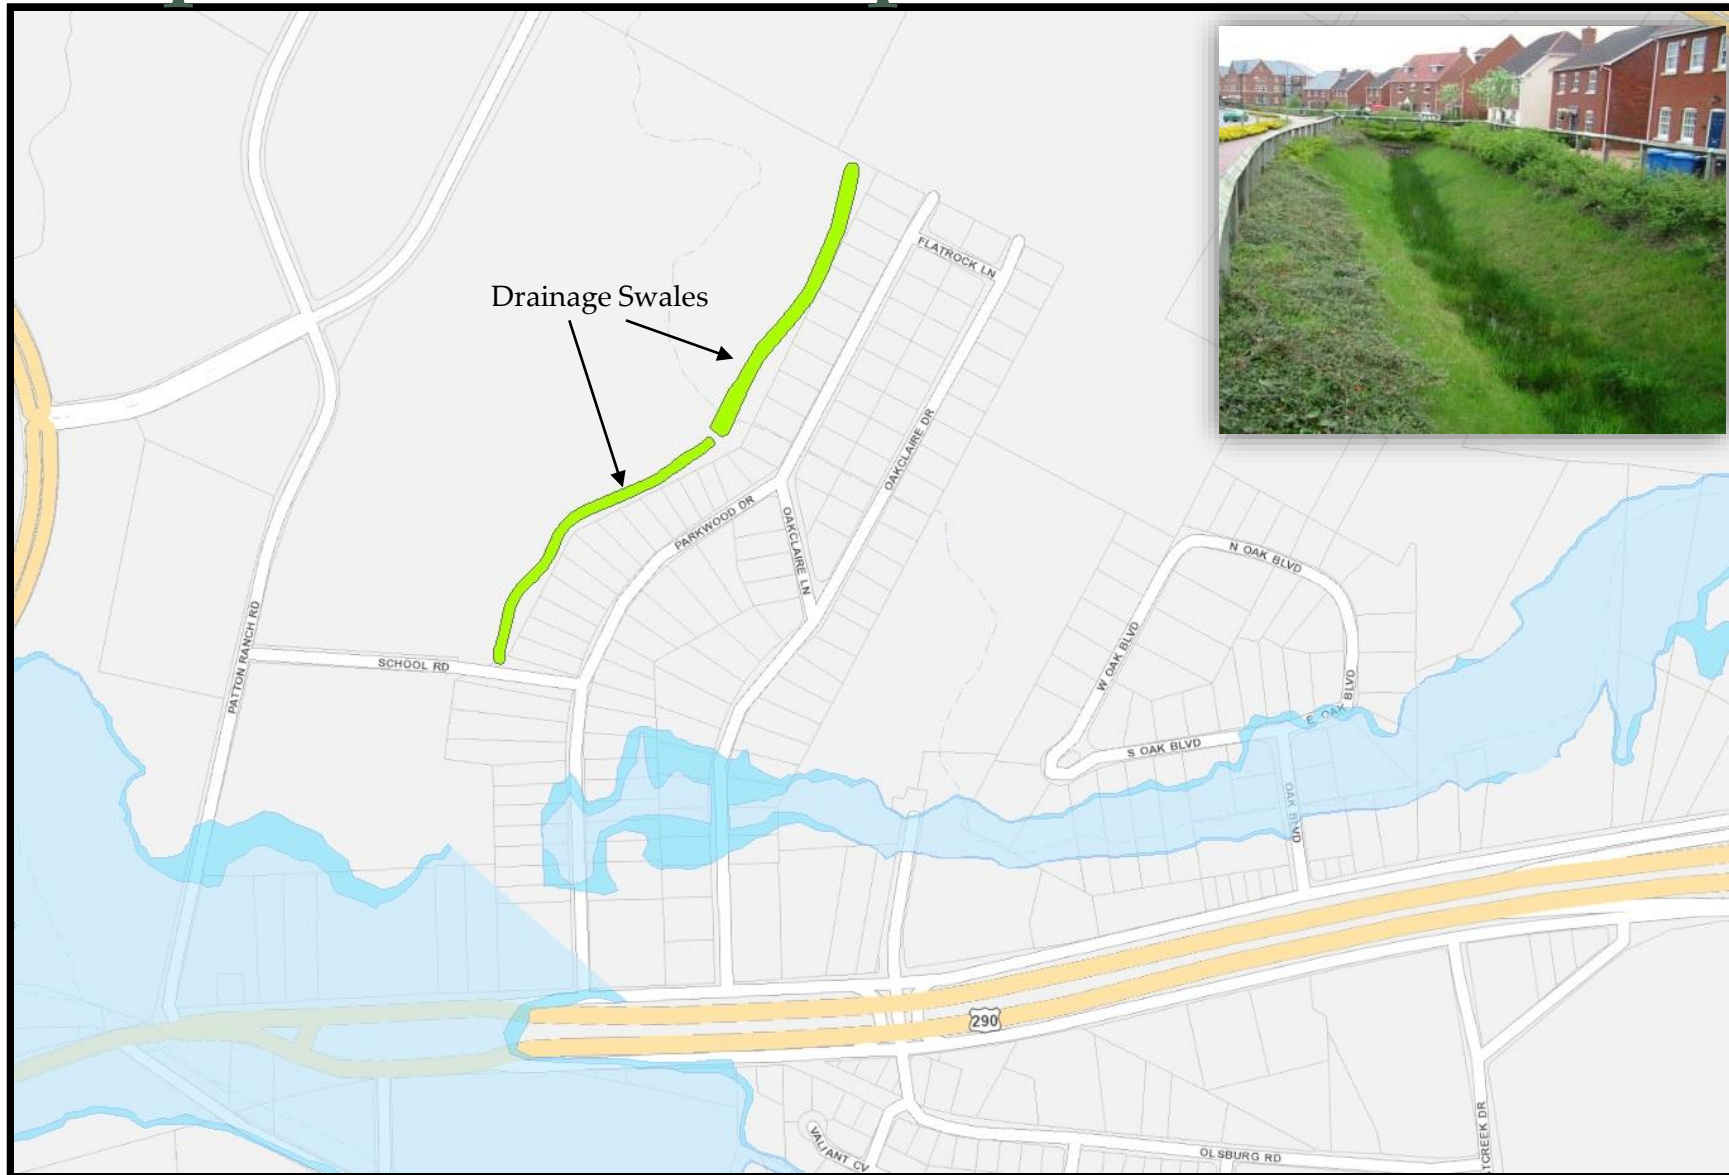 Drainage Swales
FLATROCK LN
OAKCLAIRE DR
PARKWOOD DR
OAKCLAIRE LN
N OAK BLVD
W OAK BLVD
PATTON RANCH RD
SCHOOL RD
E OAK BLVD
S OAK BLVD
OAK BLVD
290
VALIANT CV
OLSBURG RD
TCREEK DR